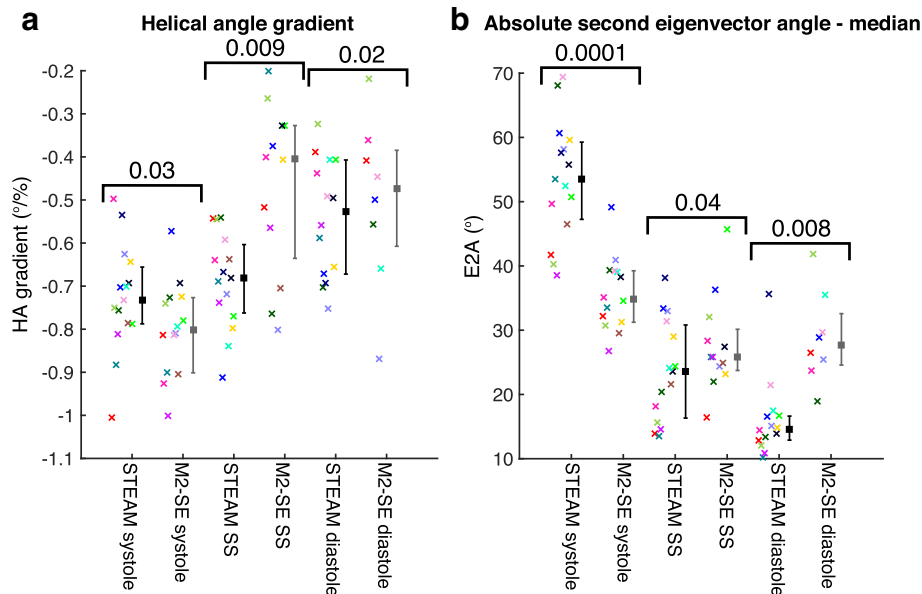 a
Helical angle gradient
0.009
0.02
0.03
-0.2
-0.3
-0.4
-0.5
-0.6
-0.7
-0.8
-0.9
-1
-1.1
HA gradient (°/%)
STEAM systole
M2-SE systole
STEAM SS
M2-SE SS
STEAM diastole
M2-SE diastole
b
Absolute second eigenvector angle - median
0.0001
0.04
0.008
70
60
50
40
30
20
10
E2A (°)
STEAM systole
M2-SE systole
STEAM SS
M2-SE SS
STEAM diastole
M2-SE diastole